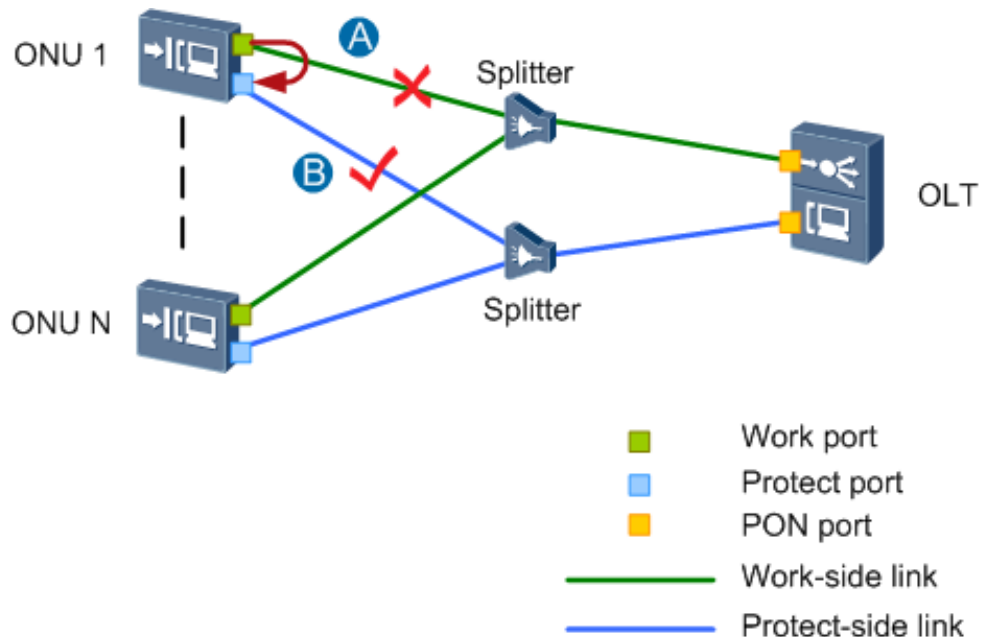 ONU 1
A
Splitter
B
OLT
Splitter
ONU N
Work port
Protect port
PON port
Work-side link
Protect-side link